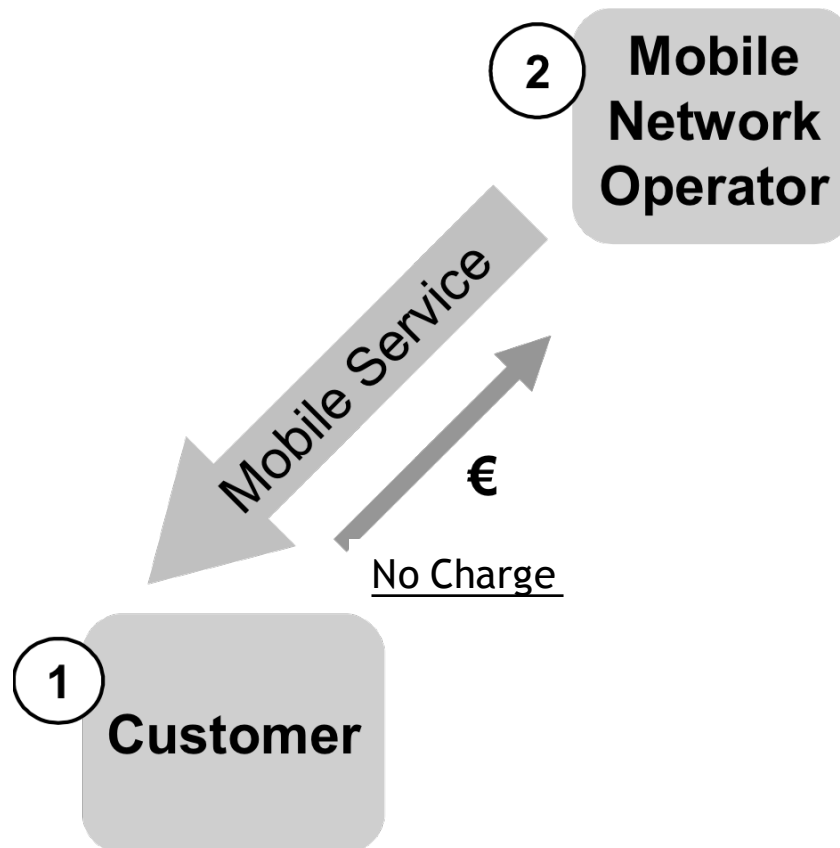 2
Mobile
Network
Operator
Mobile Service
€
No Charge
1
Customer